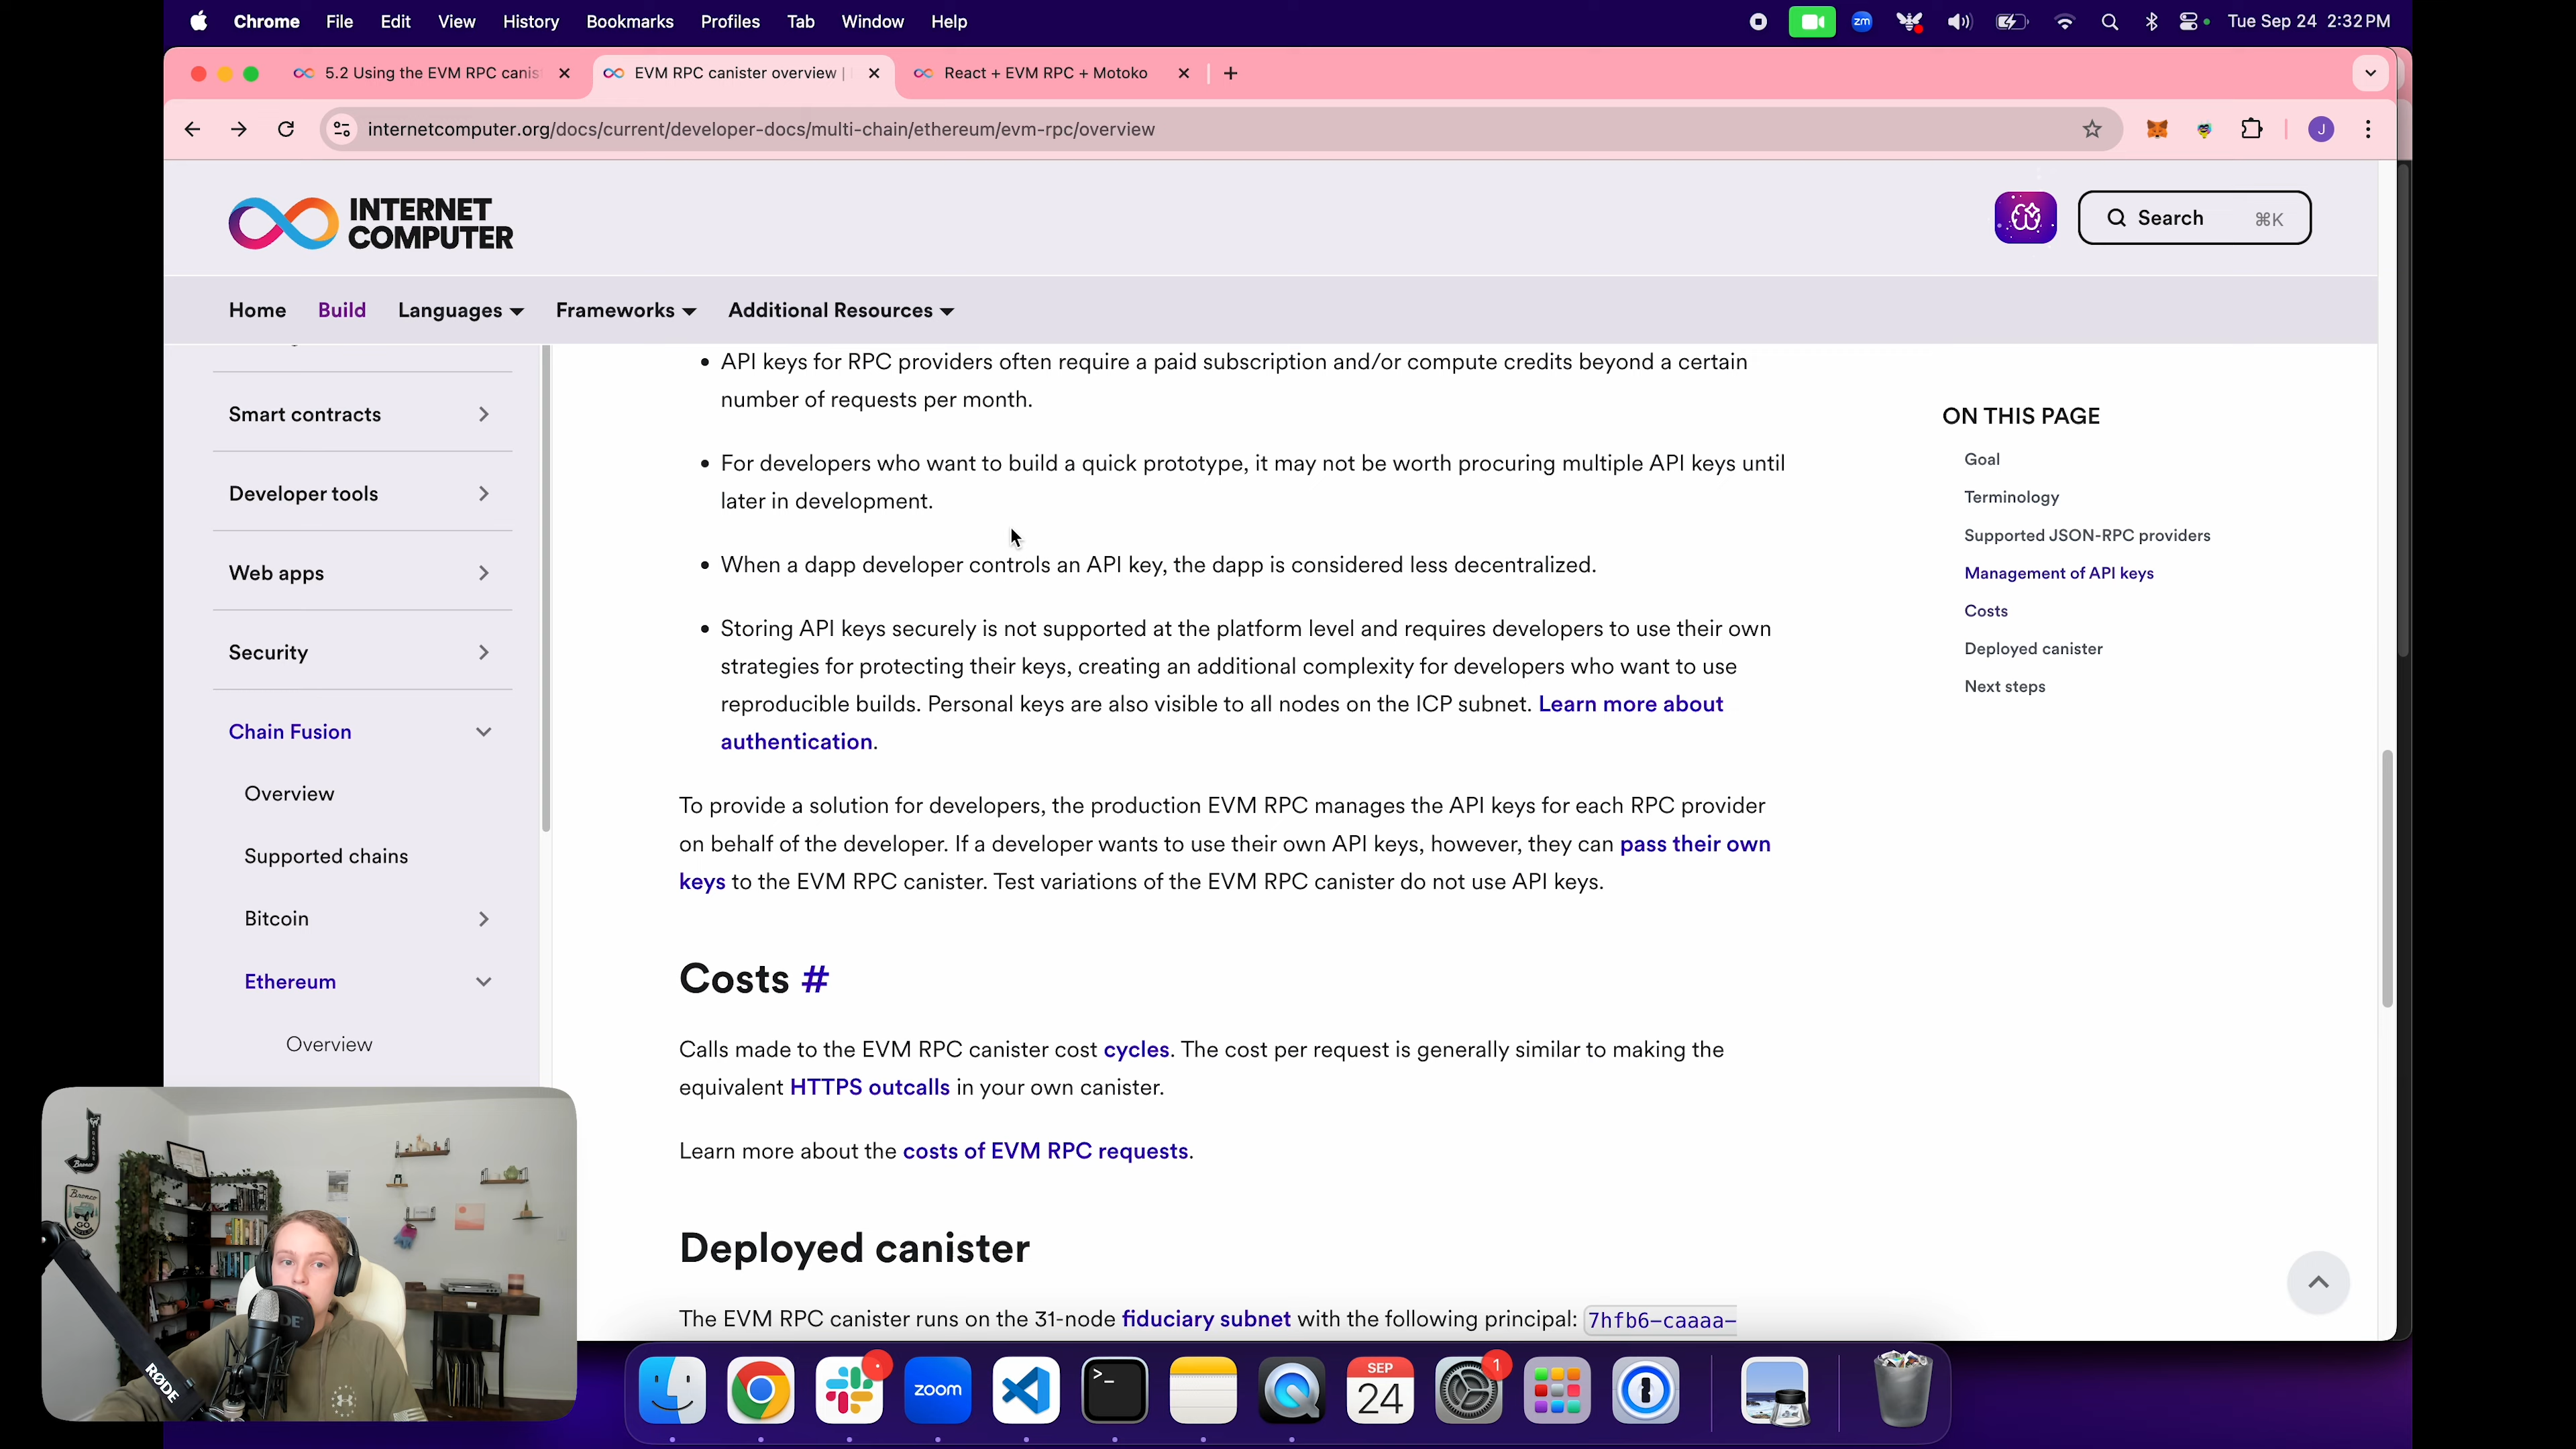 Chrome File Edit View History Bookmarks Profiles Tab Window Help
zm
Tue Sep 24 2:32 PM
5.2 Using the EVM RPC canis
EVM RPC canister overview |
React + EVM RPC + Motoko
internetcomputer.org/docs/current/developer-docs/multi-chain/ethereum/evm-rpc/overview
J
INTERNET
COMPUTER
Search ⌘K
Home Build Languages Frameworks Additional Resources
Smart contracts
Developer tools
Web apps
Security
Chain Fusion
Overview
Supported chains
Bitcoin
Ethereum
Overview
• API keys for RPC providers often require a paid subscription and/or compute credits beyond a certain
number of requests per month.
• For developers who want to build a quick prototype, it may not be worth procuring multiple API keys until
later in development.
• When a dapp developer controls an API key, the dapp is considered less decentralized.
• Storing API keys securely is not supported at the platform level and requires developers to use their own
strategies for protecting their keys, creating an additional complexity for developers who want to use
reproducible builds. Personal keys are also visible to all nodes on the ICP subnet. Learn more about
authentication.
To provide a solution for developers, the production EVM RPC manages the API keys for each RPC provider
on behalf of the developer. If a developer wants to use their own API keys, however, they can pass their own
keys to the EVM RPC canister. Test variations of the EVM RPC canister do not use API keys.
Costs #
Calls made to the EVM RPC canister cost cycles. The cost per request is generally similar to making the
equivalent HTTPS outcalls in your own canister.
Learn more about the costs of EVM RPC requests.
Deployed canister
The EVM RPC canister runs on the 31-node fiduciary subnet with the following principal: 7hfb6-caaaa-
ON THIS PAGE
Goal
Terminology
Supported JSON-RPC providers
Management of API keys
Costs
Deployed canister
Next steps
Bronco
GO
RØDE
zoom
SEP
24
1